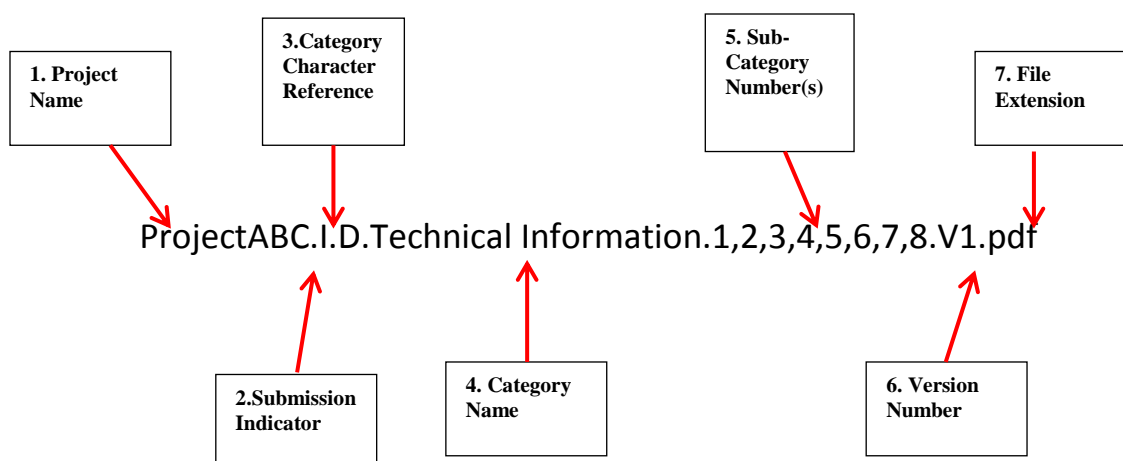 3.Category
Character
Reference
5. Sub-
Category
Number(s)
1. Project
Name
7. File
Extension
ProjectABC.I.D.Technical Information.1,2,3,4,5,6,7,8.V1.pdf
2.Submission
Indicator
4. Category
Name
6. Version
Number